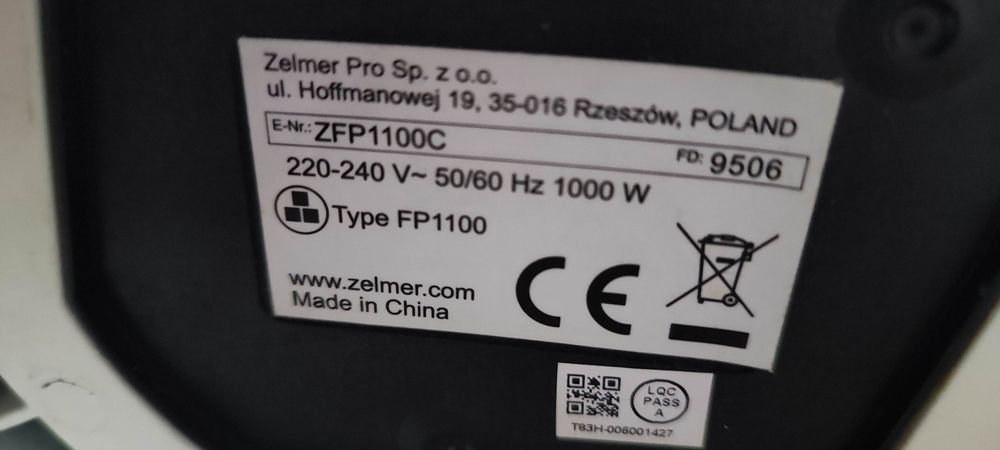 Zelmer Pro Sp. z o.o.
ul. Hoffmanowej 19, 35-016 Rzeszów, POLAND
E-Nr.: ZFP1100C FD: 9506
220-240 V~ 50/60 Hz 1000 W
Type FP1100
www.zelmer.com
Made in China
CE
LQC
PASS
A
T83H-006001427